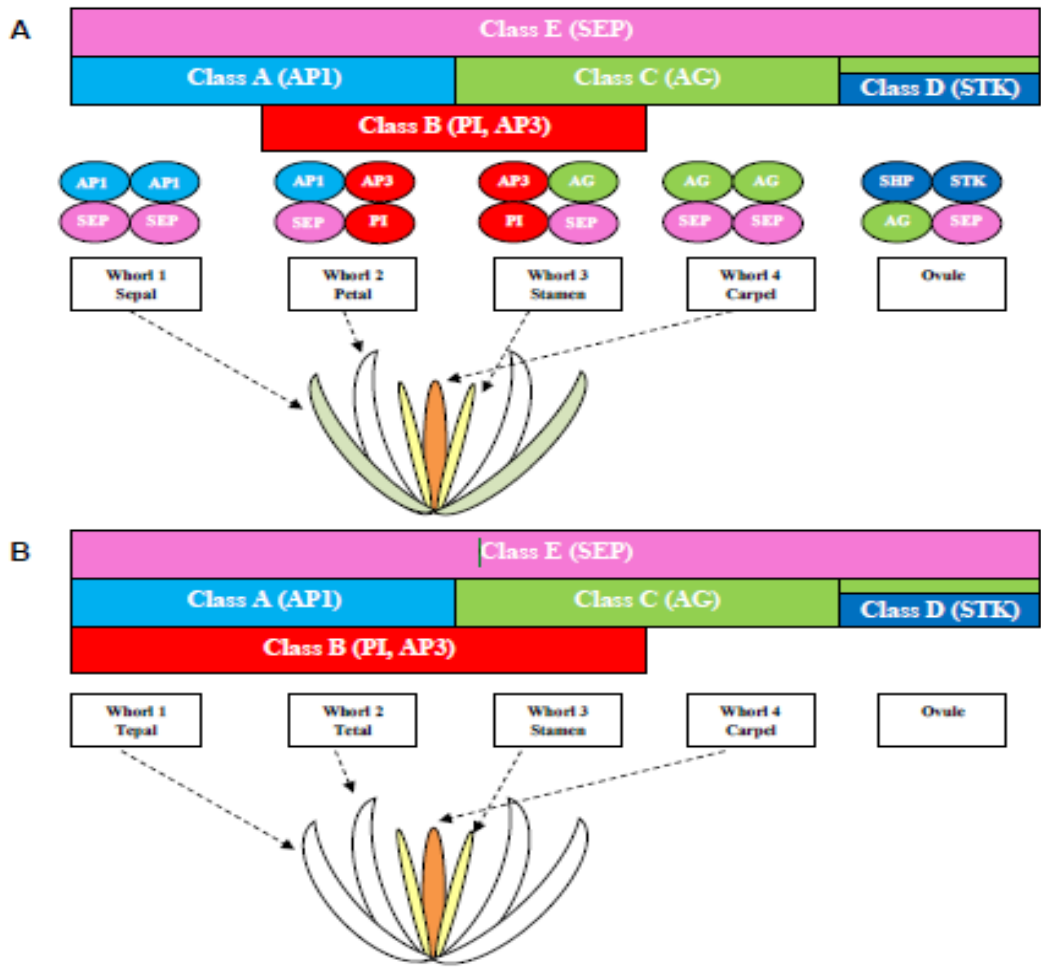 A
Class E (SEP)
Class A (AP1)
Class C (AG)
Class D (STK)
Class B (PI, AP3)
AP1 AP1
SEP SEP
AP1 AP3
SEP PI
AP3 AG
PI SEP
AG AG
SEP SEP
SHP STK
AG SEP
Whorl 1
Sepal
Whorl 2
Petal
Whorl 3
Stamen
Whorl 4
Carpel
Ovule
B
Class E (SEP)
Class A (AP1)
Class C (AG)
Class D (STK)
Class B (PI, AP3)
Whorl 1
Tepal
Whorl 2
Tetal
Whorl 3
Stamen
Whorl 4
Carpel
Ovule